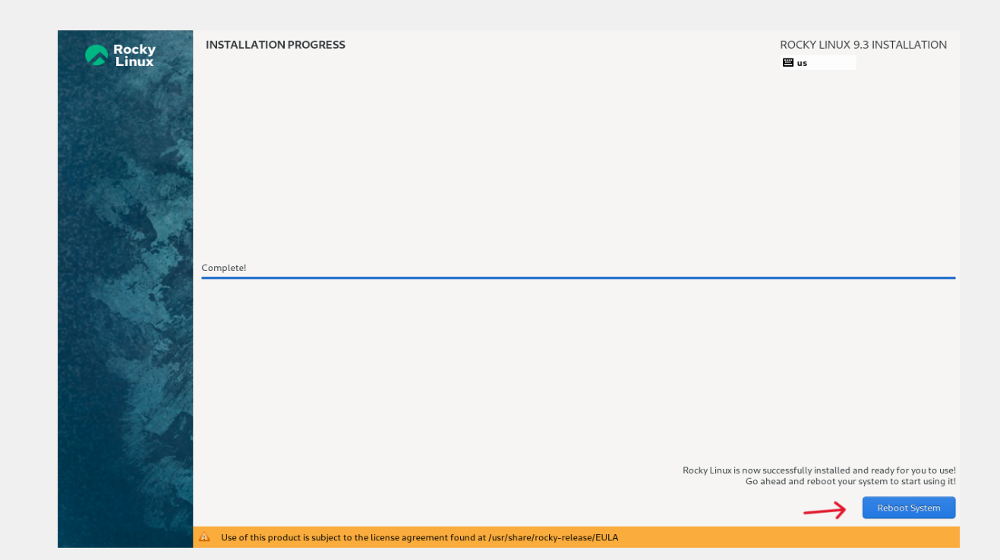 Rocky
Linux
INSTALLATION PROGRESS
ROCKY LINUX 9.3 INSTALLATION
us
Complete!
Rocky Linux is now successfully installed and ready for you to use!
Go ahead and reboot your system to start using it!
Reboot System
Use of this product is subject to the license agreement found at /usr/share/rocky-release/EULA